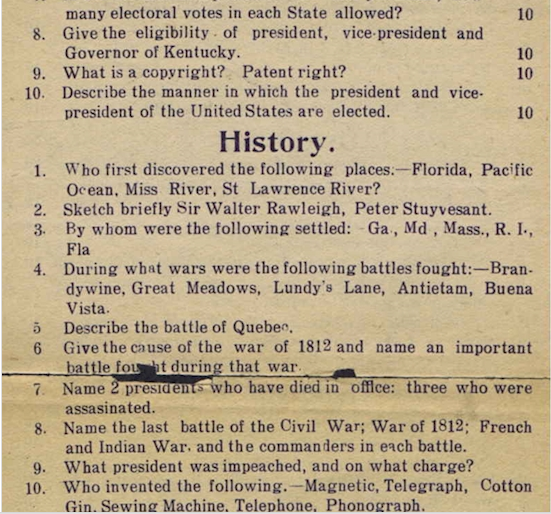 many electoral votes in each State allowed? 10
8. Give the eligibility of president, vice-president and
Governor of Kentucky. 10
9. What is a copyright? Patent right? 10
10. Describe the manner in which the president and vice-
president of the United States are elected. 10
History.
1. Who first discovered the following places:—Florida, Pacific
Ocean, Miss River, St Lawrence River?
2. Sketch briefly Sir Walter Rawleigh, Peter Stuyvesant.
3. By whom were the following settled: Ga., Md , Mass., R. I.,
Fla
4. During what wars were the following battles fought:—Bran-
dywine, Great Meadows, Lundy's Lane, Antietam, Buena
Vista.
5 Describe the battle of Quebec.
6 Give the cause of the war of 1812 and name an important
battle fought during that war.
7. Name 2 presidents who have died in office: three who were
assasinated.
8. Name the last battle of the Civil War; War of 1812; French
and Indian War. and the commanders in each battle.
9. What president was impeached, and on what charge?
10. Who invented the following.—Magnetic, Telegraph, Cotton
Gin, Sewing Machine, Telephone, Phonograph.